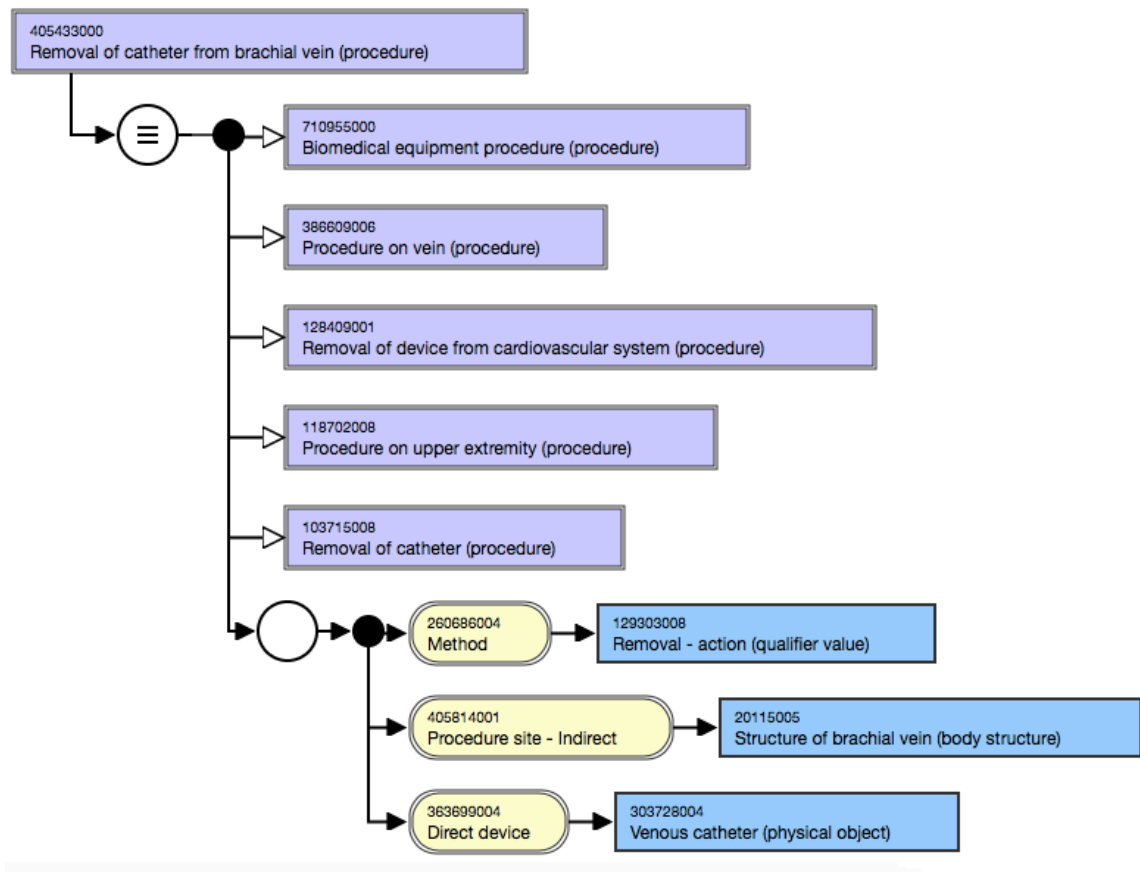 405433000
Removal of catheter from brachial vein (procedure)
710955000
Biomedical equipment procedure (procedure)
386609006
Procedure on vein (procedure)
128409001
Removal of device from cardiovascular system (procedure)
118702008
Procedure on upper extremity (procedure)
103715008
Removal of catheter (procedure)
260686004
Method
129303008
Removal - action (qualifier value)
405814001
Procedure site - Indirect
20115005
Structure of brachial vein (body structure)
363699004
Direct device
303728004
Venous catheter (physical object)